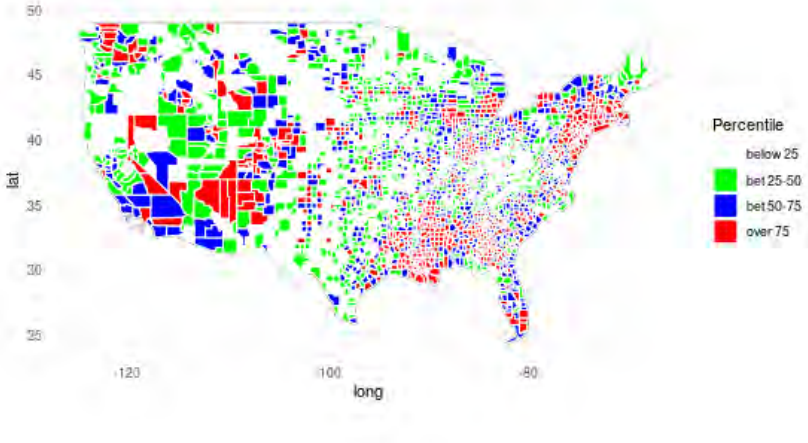 50
45
40
35
30
25
lat
-120
-100
-80
long
Percentile
below 25
bet 25-50
bet 50-75
over 75